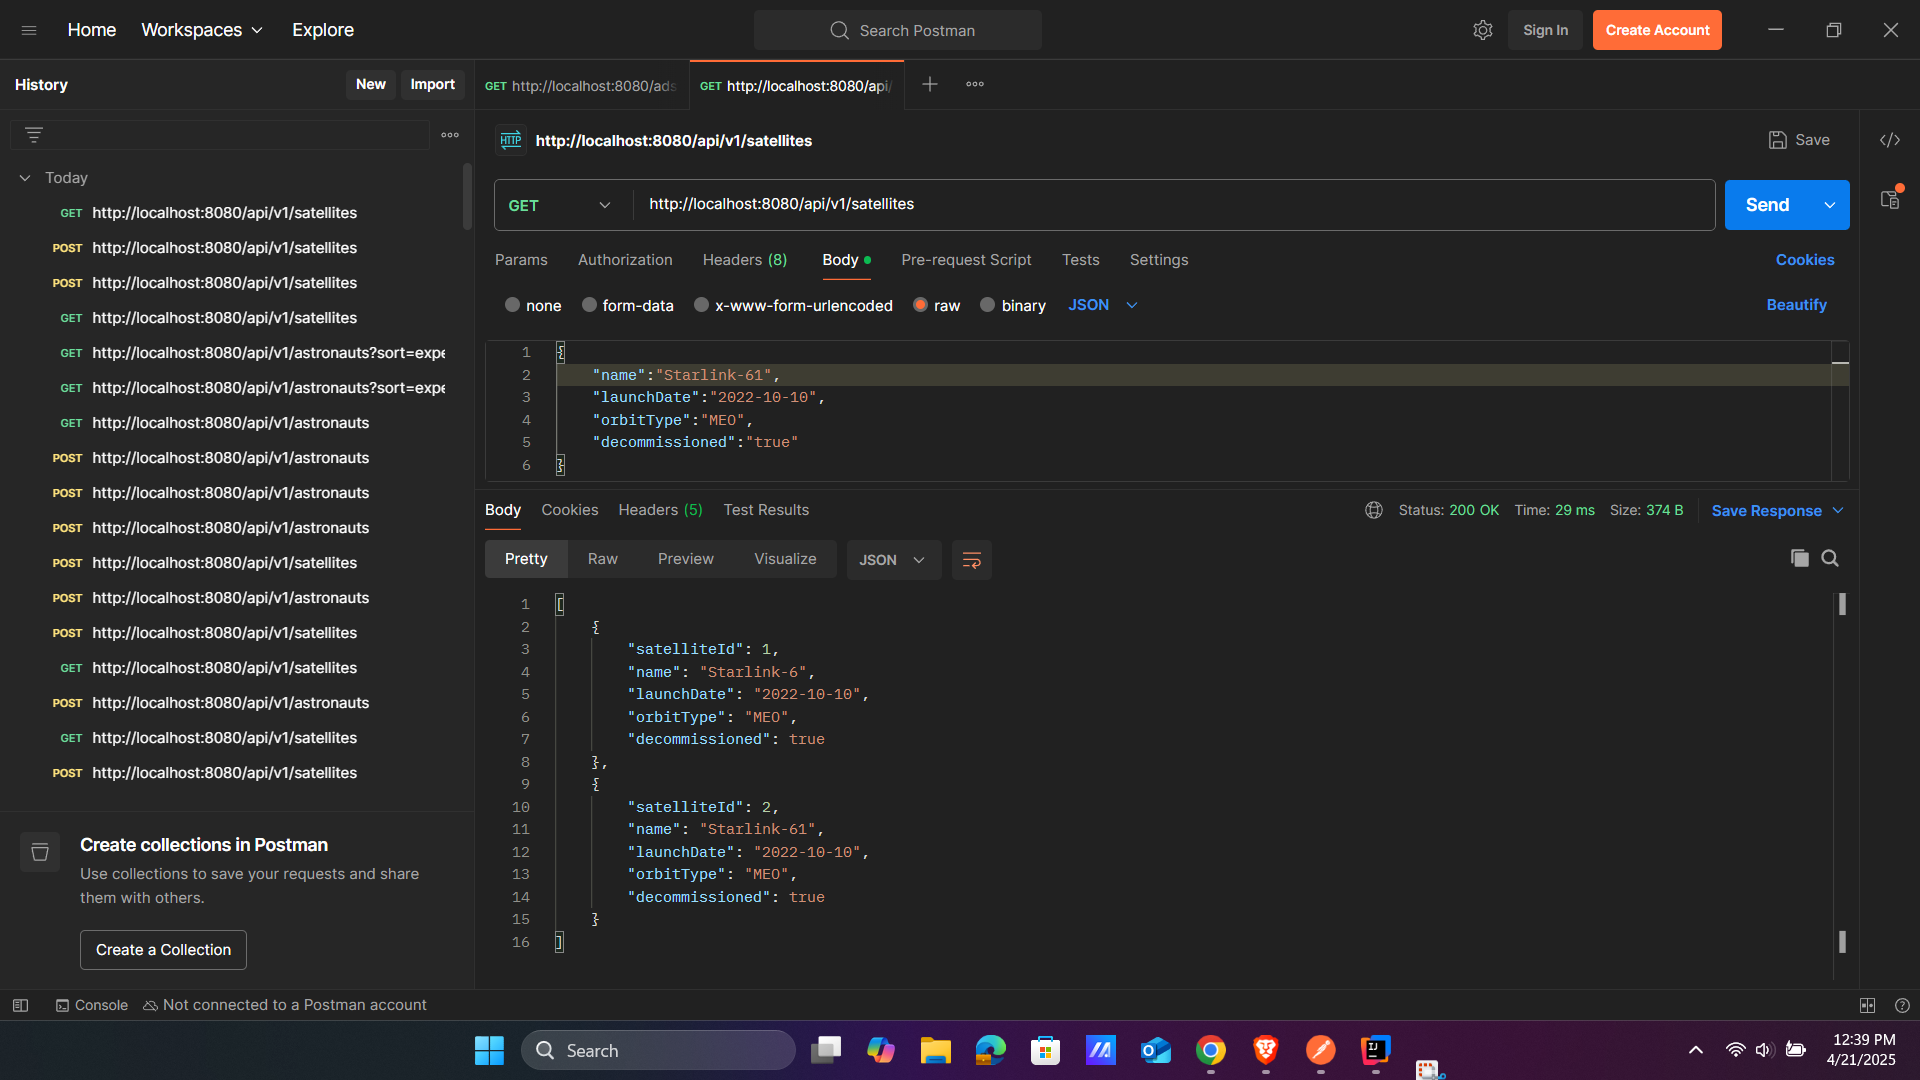 Home Workspaces Explore Search Postman Sign In Create Account
History New Import
GET http://localhost:8080/ads
GET http://localhost:8080/api/
HTTP http://localhost:8080/api/v1/satellites Save
Today
GET http://localhost:8080/api/v1/satellites
POST http://localhost:8080/api/v1/satellites
POST http://localhost:8080/api/v1/satellites
GET http://localhost:8080/api/v1/satellites
GET http://localhost:8080/api/v1/astronauts?sort=expe
GET http://localhost:8080/api/v1/astronauts?sort=expe
GET http://localhost:8080/api/v1/astronauts
POST http://localhost:8080/api/v1/astronauts
POST http://localhost:8080/api/v1/astronauts
POST http://localhost:8080/api/v1/astronauts
POST http://localhost:8080/api/v1/satellites
POST http://localhost:8080/api/v1/astronauts
POST http://localhost:8080/api/v1/satellites
GET http://localhost:8080/api/v1/satellites
POST http://localhost:8080/api/v1/astronauts
GET http://localhost:8080/api/v1/satellites
POST http://localhost:8080/api/v1/satellites
Create collections in Postman
Use collections to save your requests and share
them with others.
Create a Collection
GET http://localhost:8080/api/v1/satellites Send
Params Authorization Headers (8) Body Pre-request Script Tests Settings Cookies
none form-data x-www-form-urlencoded raw binary JSON Beautify
1 {
2 "name":"Starlink-61",
3 "launchDate":"2022-10-10",
4 "orbitType":"MEO",
5 "decommissioned":"true"
6 }
Body Cookies Headers (5) Test Results Status: 200 OK Time: 29 ms Size: 374 B Save Response
Pretty Raw Preview Visualize JSON
1 [
2 {
3 "satelliteId": 1,
4 "name": "Starlink-6",
5 "launchDate": "2022-10-10",
6 "orbitType": "MEO",
7 "decommissioned": true
8 },
9 {
10 "satelliteId": 2,
11 "name": "Starlink-61",
12 "launchDate": "2022-10-10",
13 "orbitType": "MEO",
14 "decommissioned": true
15 }
16 ]
Console Not connected to a Postman account
Search
12:39 PM
4/21/2025